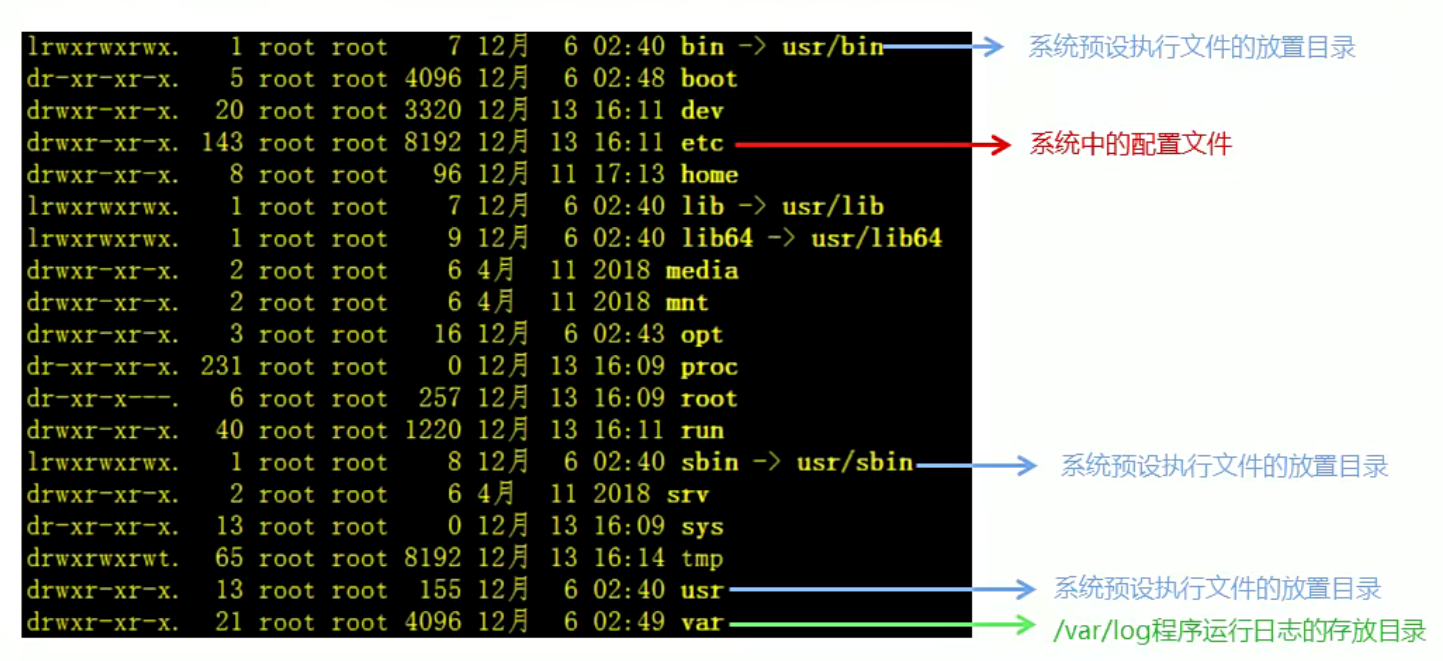 lrwxrwxrwx. 1 root root 7 12月 6 02:40 bin -> usr/bin 系统预设执行文件的放置目录
dr-xr-xr-x. 5 root root 4096 12月 6 02:48 boot
drwxr-xr-x. 20 root root 3320 12月 13 16:11 dev
drwxr-xr-x. 143 root root 8192 12月 13 16:11 etc 系统中的配置文件
drwxr-xr-x. 8 root root 96 12月 11 17:13 home
lrwxrwxrwx. 1 root root 7 12月 6 02:40 lib -> usr/lib
lrwxrwxrwx. 1 root root 9 12月 6 02:40 lib64 -> usr/lib64
drwxr-xr-x. 2 root root 6 4月 11 2018 media
drwxr-xr-x. 2 root root 6 4月 11 2018 mnt
drwxr-xr-x. 3 root root 16 12月 6 02:43 opt
dr-xr-xr-x. 231 root root 0 12月 13 16:09 proc
dr-xr-x---. 6 root root 257 12月 13 16:09 root
drwxr-xr-x. 40 root root 1220 12月 13 16:11 run
lrwxrwxrwx. 1 root root 8 12月 6 02:40 sbin -> usr/sbin 系统预设执行文件的放置目录
drwxr-xr-x. 2 root root 6 4月 11 2018 srv
dr-xr-xr-x. 13 root root 0 12月 13 16:09 sys
drwxrwxrwt. 65 root root 8192 12月 13 16:14 tmp
drwxr-xr-x. 13 root root 155 12月 6 02:40 usr 系统预设执行文件的放置目录
drwxr-xr-x. 21 root root 4096 12月 6 02:49 var /var/log程序运行日志的存放目录